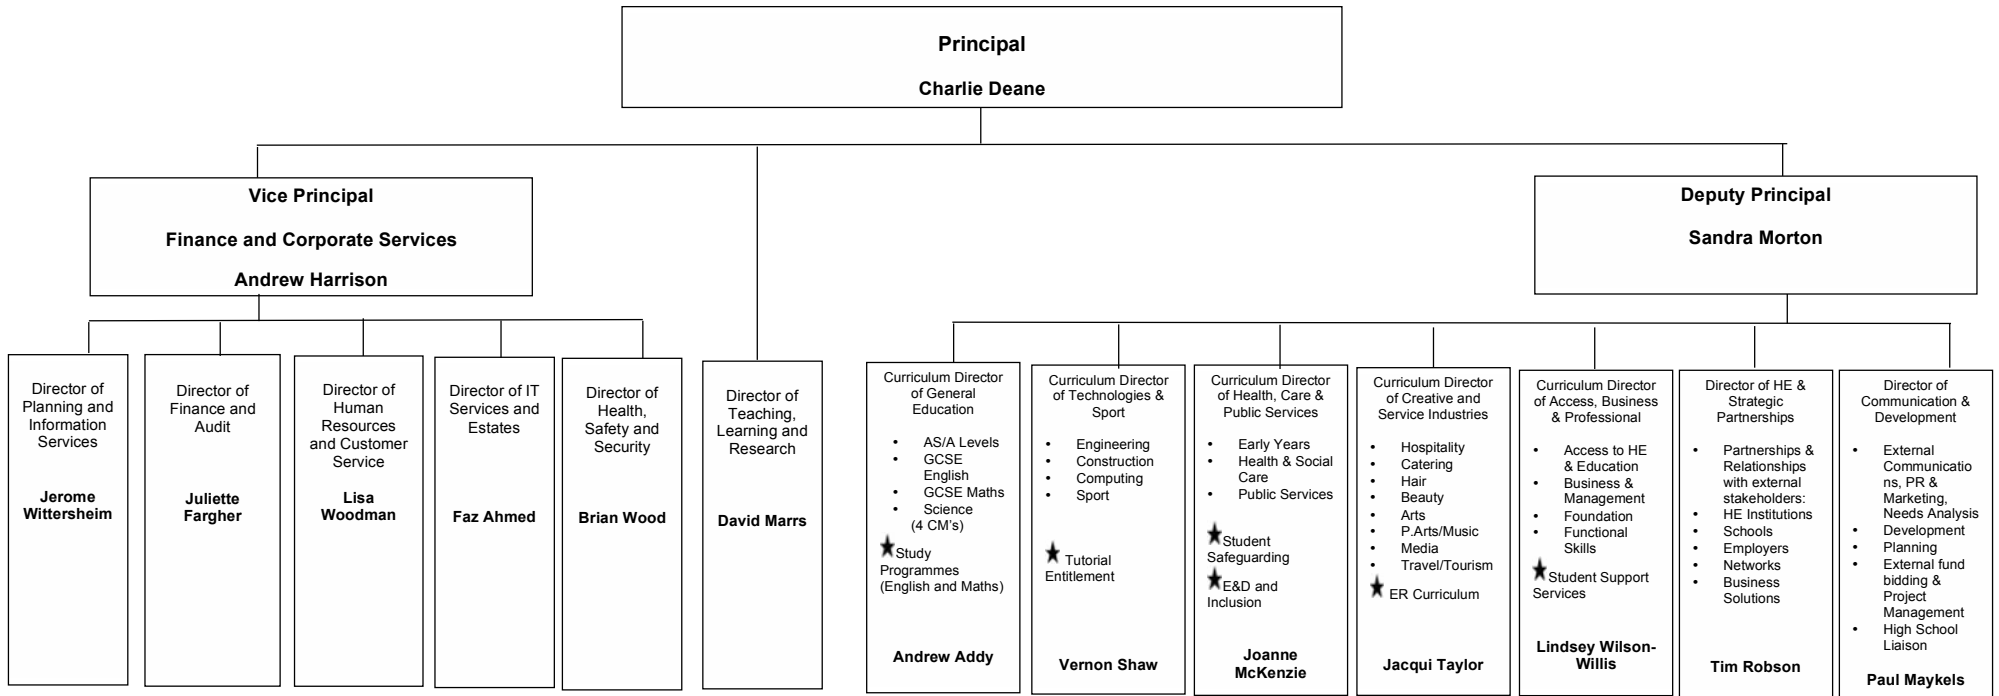 Principal
Charlie Deane
Vice Principal
Finance and Corporate Services
Andrew Harrison
Deputy Principal
Sandra Morton
Director of
Planning and
Information
Services
Jerome
Wittersheim
Director of
Finance and
Audit
Juliette
Fargher
Director of
Human
Resources
and Customer
Service
Lisa
Woodman
Director of IT
Services and
Estates
Faz Ahmed
Director of
Health,
Safety and
Security
Brian Wood
Director of
Teaching,
Learning and
Research
David Marrs
Curriculum Director
of General
Education
• AS/A Levels
• GCSE
English
• GCSE Maths
• Science
(4 CM's)
★Study
Programmes
(English and Maths)
Andrew Addy
Curriculum Director
of Technologies &
Sport
• Engineering
• Construction
• Computing
• Sport
★ Tutorial
Entitlement
Vernon Shaw
Curriculum Director
of Health, Care &
Public Services
• Early Years
• Health & Social
Care
• Public Services
★Student
Safeguarding
★E&D and
Inclusion
Joanne
McKenzie
Curriculum Director
of Creative and
Service Industries
• Hospitality
• Catering
• Hair
• Beauty
• Arts
• P.Arts/Music
• Media
• Travel/Tourism
★ ER Curriculum
Jacqui Taylor
Curriculum Director
of Access, Business
& Professional
• Access to HE
& Education
• Business &
Management
• Foundation
• Functional
Skills
★Student Support
Services
Lindsey Wilson-
Willis
Director of HE &
Strategic
Partnerships
• Partnerships &
Relationships
with external
stakeholders:
• HE Institutions
• Schools
• Employers
• Networks
• Business
Solutions
Tim Robson
Director of
Communication &
Development
• External
Communicatio
ns, PR &
Marketing,
Needs Analysis
• Development
• Planning
• External fund
bidding &
Project
Management
• High School
Liaison
Paul Maykels